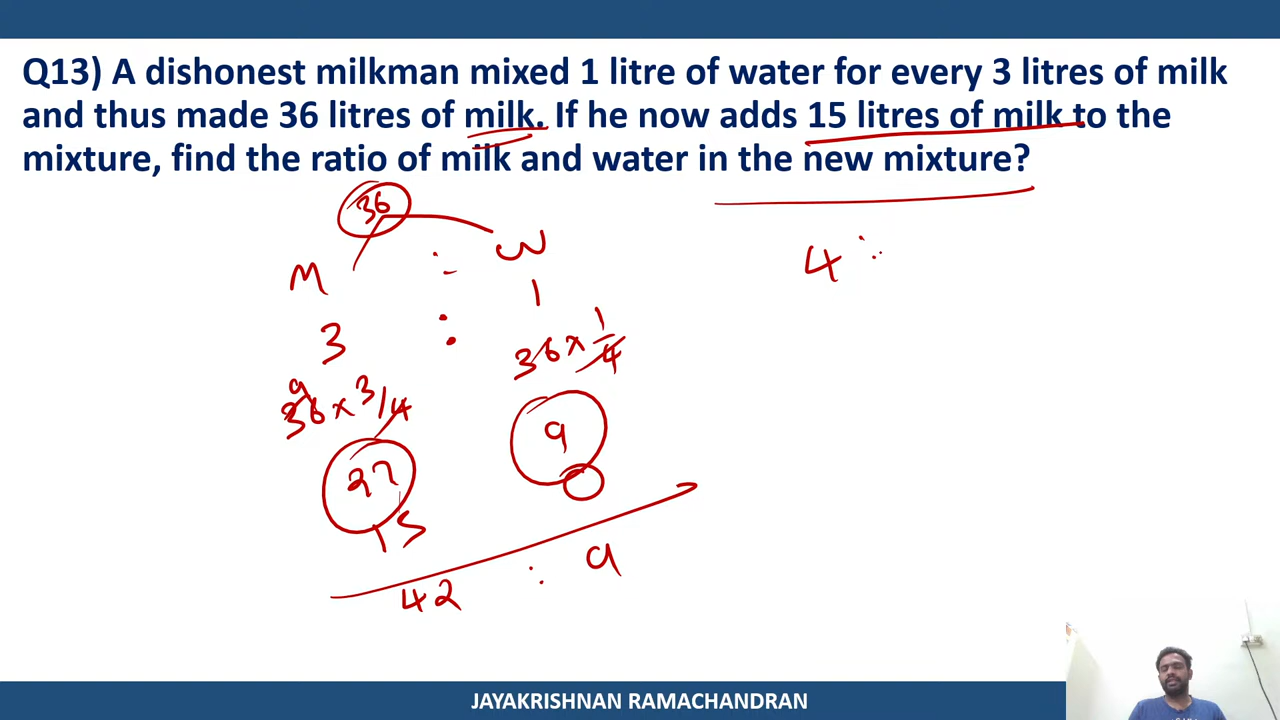 Q13) A dishonest milkman mixed 1 litre of water for every 3 litres of milk
and thus made 36 litres of milk. If he now adds 15 litres of milk to the
mixture, find the ratio of milk and water in the new mixture?
36
M : W
3 : 1
4 :
36 × 3/4
9
36 × 1/4
1
27
9
15
42 : 9
JAYAKRISHNAN RAMACHANDRAN